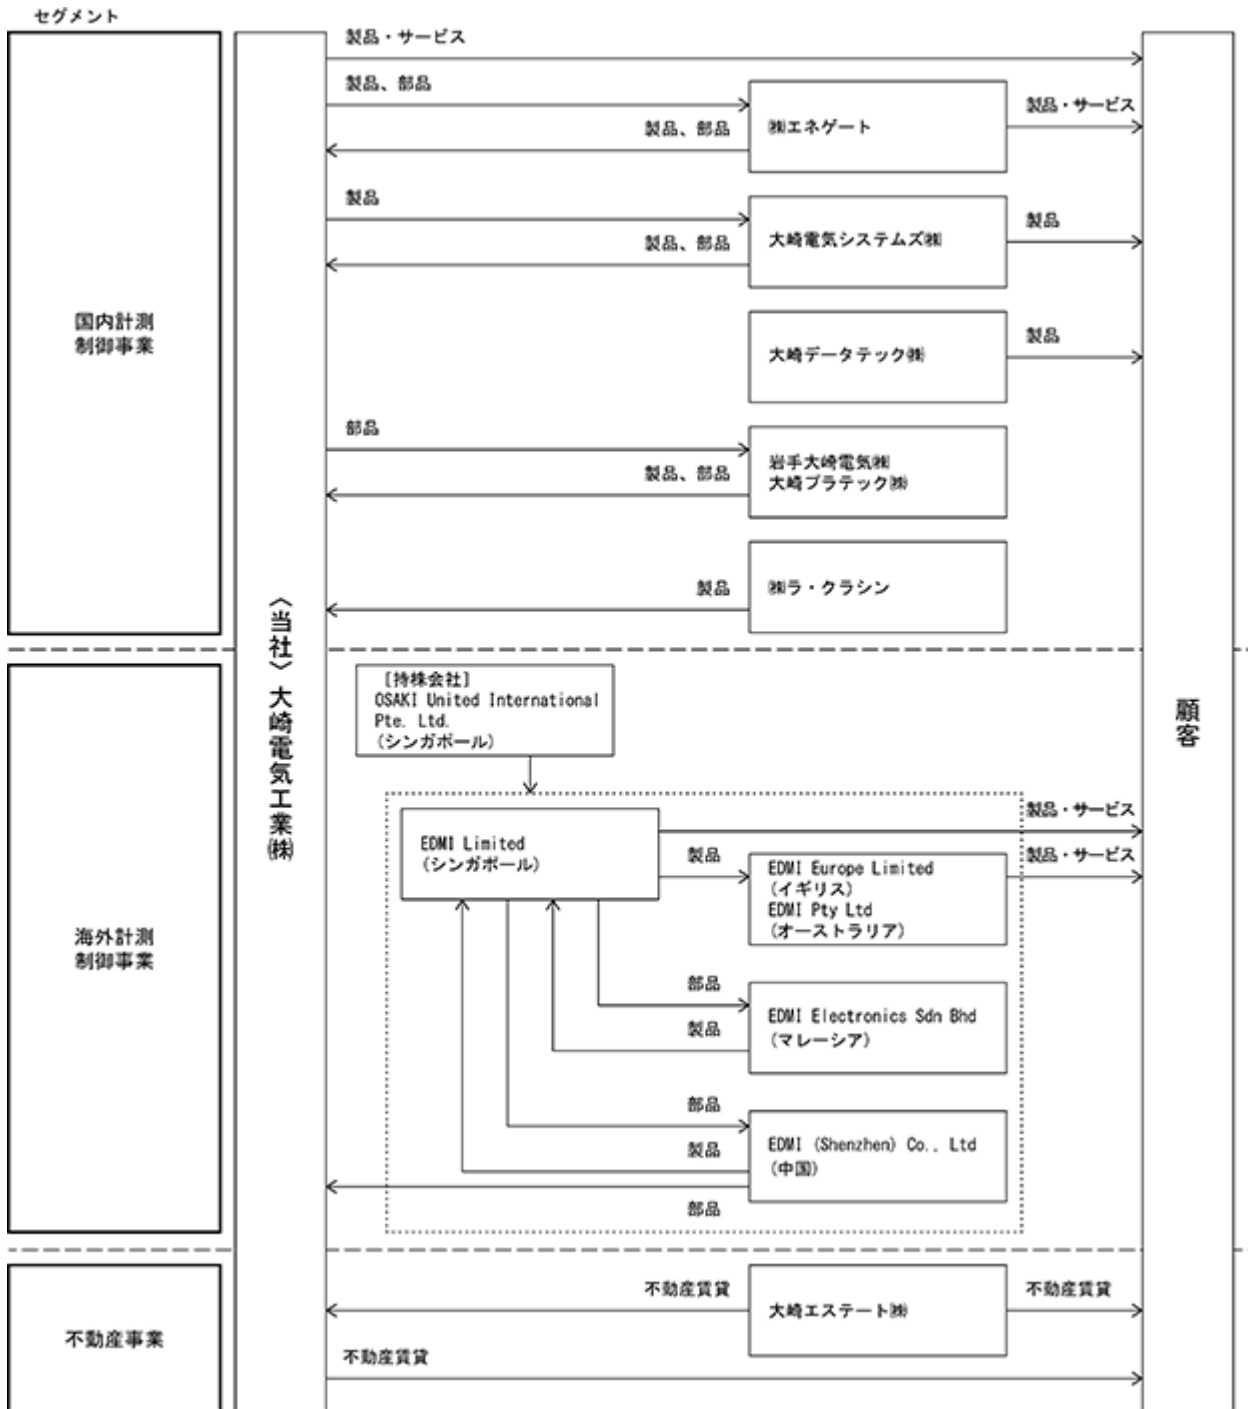 セグメント
製品・サービス
製品、部品
製品、部品
㈱エネゲート
製品・サービス
製品
製品、部品
大崎電気システムズ㈱
製品
国内計測
制御事業
大崎データテック㈱
製品
部品
製品、部品
岩手大崎電気㈱
大崎プラテック㈱
製品
㈱ラ・クラシン
〈当社〉大崎電気工業㈱
顧客
［持株会社］
OSAKI United International
Pte. Ltd.
(シンガポール)
海外計測
制御事業
EDMI Limited
(シンガポール)
製品・サービス
製品
EDMI Europe Limited
(イギリス)
EDMI Pty Ltd
(オーストラリア)
製品・サービス
部品
製品
EDMI Electronics Sdn Bhd
(マレーシア)
部品
製品
EDMI (Shenzhen) Co., Ltd
(中国)
部品
不動産事業
不動産賃貸
大崎エステート㈱
不動産賃貸
不動産賃貸